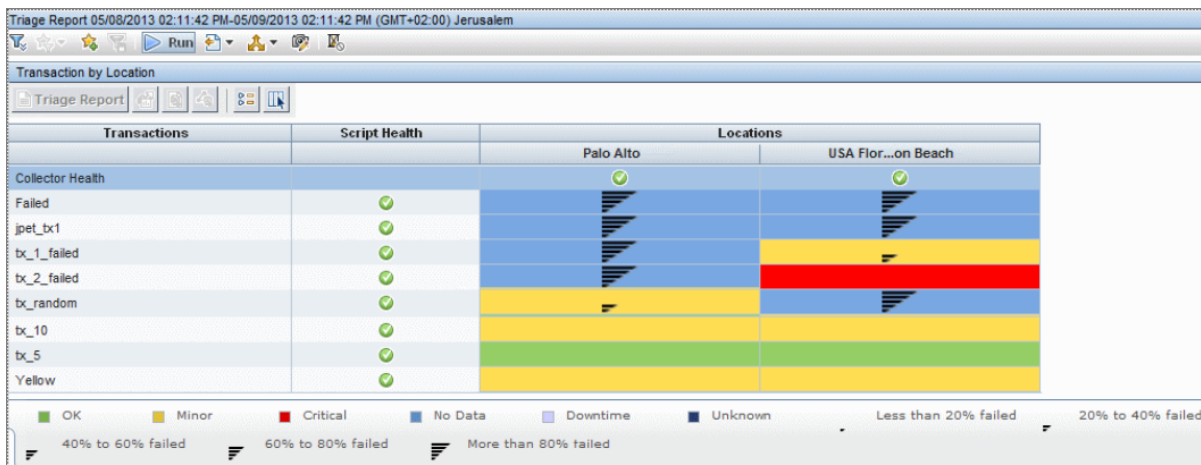 Triage Report 05/08/2013 02:11:42 PM-05/09/2013 02:11:42 PM (GMT+02:00) Jerusalem
Run
Transaction by Location
Triage Report
Transactions Script Health Locations
Palo Alto USA Flor...on Beach
Collector Health
Failed
jpet_tx1
tx_1_failed
tx_2_failed
tx_random
tx_10
tx_5
Yellow
OK Minor Critical No Data Downtime Unknown Less than 20% failed 20% to 40% failed
40% to 60% failed 60% to 80% failed More than 80% failed